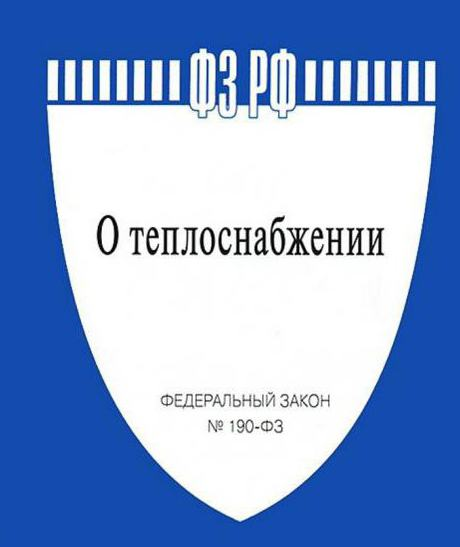 ФЗ РФ
О теплоснабжении
ФЕДЕРАЛЬНЫЙ ЗАКОН
№ 190-ФЗ